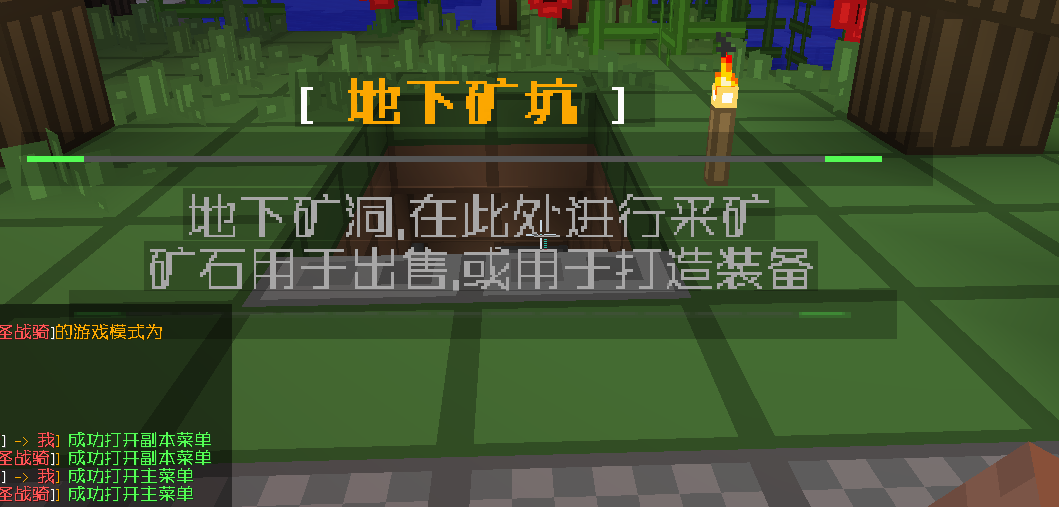 [ 地下矿坑 ]
地下矿洞,在此处进行采矿
矿石用于出售,或用于打造装备
圣战骑]的游戏模式为
] -> 我] 成功打开副本菜单
圣战骑] 成功打开副本菜单
] -> 我] 成功打开主菜单
圣战骑] 成功打开主菜单